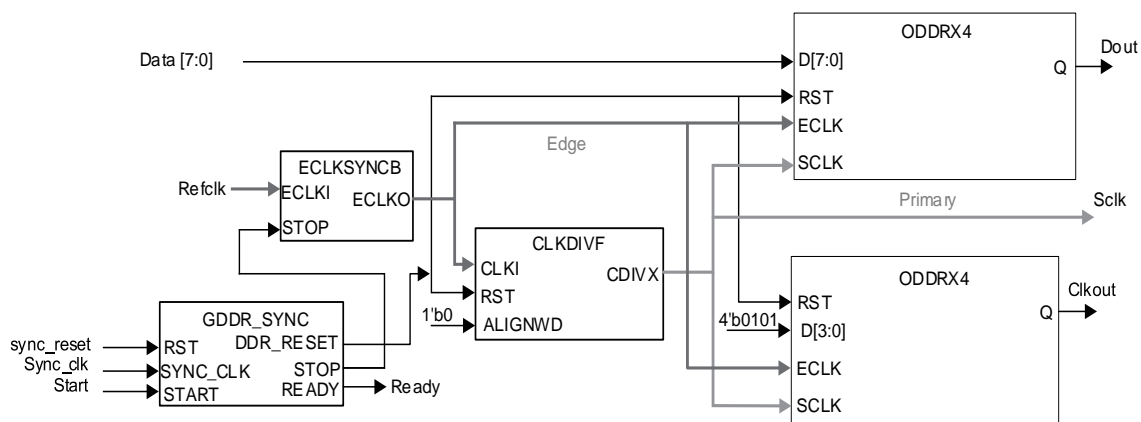 ODDRX4
Data [7:0]
D[7:0]
Q
Dout
RST
ECLK
SCLK
Edge
ECLKSYNCB
Refclk
ECLKI
ECLKO
STOP
Primary
Sclk
CLKDIVF
CLKI
CDIVX
RST
1'b0
ALIGNWD
ODDRX4
RST
Q
Clkout
4'b0101
D[3:0]
ECLK
SCLK
GDDR_SYNC
sync_reset
RST
DDR_RESET
Sync_clk
SYNC_CLK
STOP
Start
START
READY
Ready